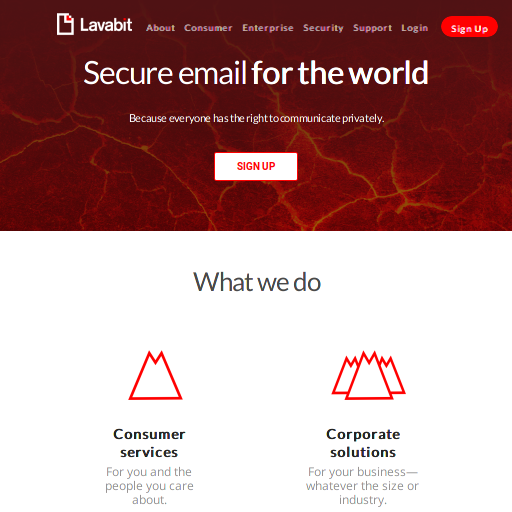 Lavabit About Consumer Enterprise Security Support Login Sign Up
Secure email for the world
Because everyone has the right to communicate privately.
SIGN UP
What we do
Consumer
services
For you and the
people you care
about.
Corporate
solutions
For your business—
whatever the size or
industry.